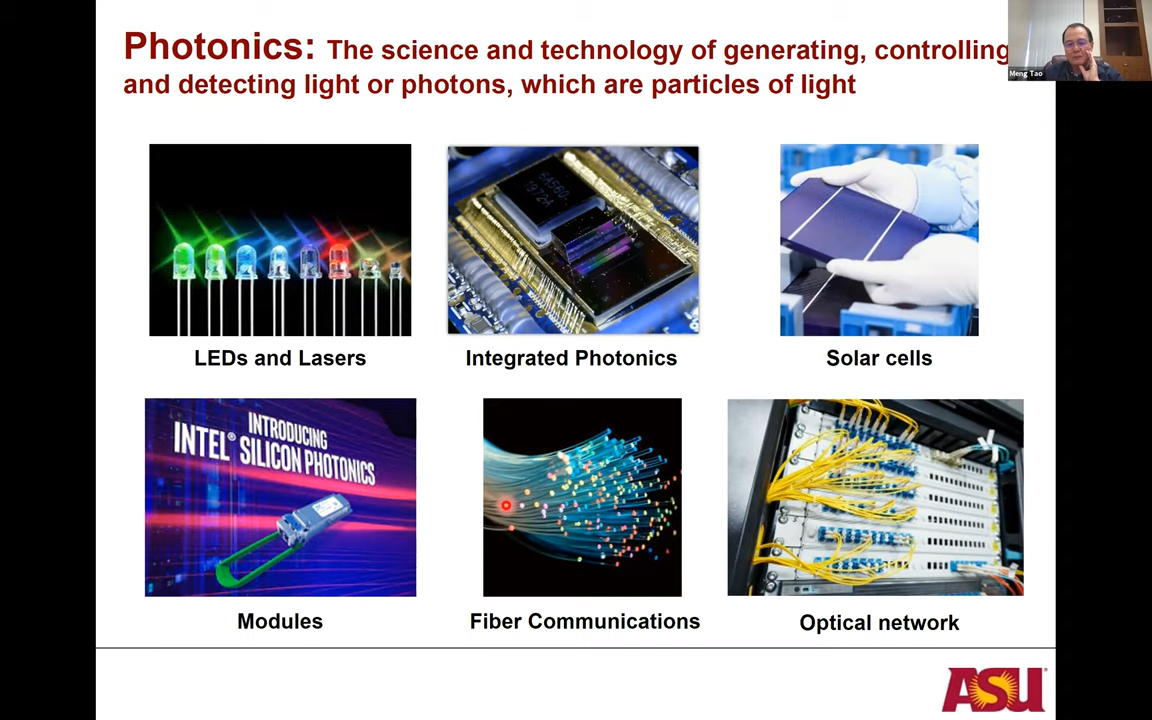 Photonics: The science and technology of generating, controlling
and detecting light or photons, which are particles of light
Meng Tao
LEDs and Lasers
Integrated Photonics
Solar cells
INTRODUCING
INTEL® SILICON PHOTONICS
Modules
Fiber Communications
Optical network
ASU